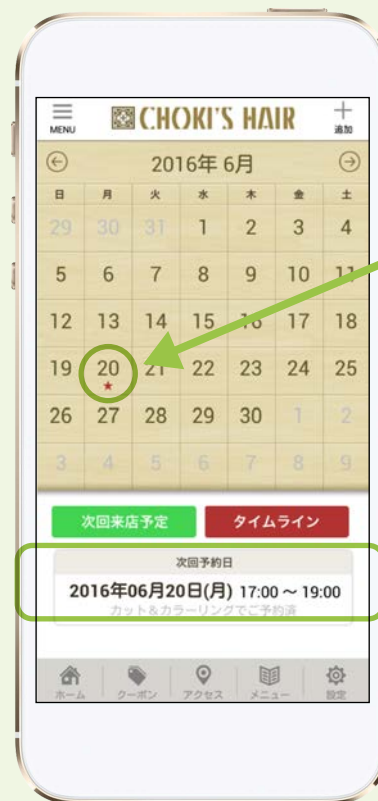 MENU
CHOKI'S HAIR
追加
2016年 6月
日 月 火 水 木 金 土
29 30 31 1 2 3 4
5 6 7 8 9 10 11
12 13 14 15 16 17 18
19 20 21 22 23 24 25
26 27 28 29 30 1 2
3 4 5 6 7 8 9
次回来店予定 タイムライン
次回予約日
2016年06月20日(月) 17:00 ～ 19:00
カット&カラーリングでご予約済
ホーム クーポン アクセス メニュー 設定